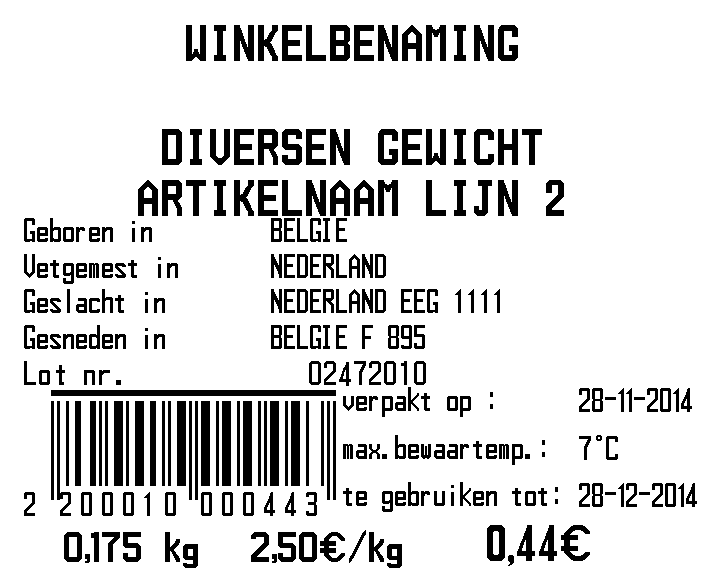 WINKELBENAMING
DIVERSEN GEWICHT
ARTIKELNAAM LIJN 2
Geboren in BELGIE
Vetgemest in NEDERLAND
Geslacht in NEDERLAND EEG 1111
Gesneden in BELGIE F 895
Lot nr. 02472010
verpakt op : 28-11-2014
max.bewaartemp.: 7°C
te gebruiken tot: 28-12-2014
2 200010 000443
0,175 kg 2,50€/kg 0,44€